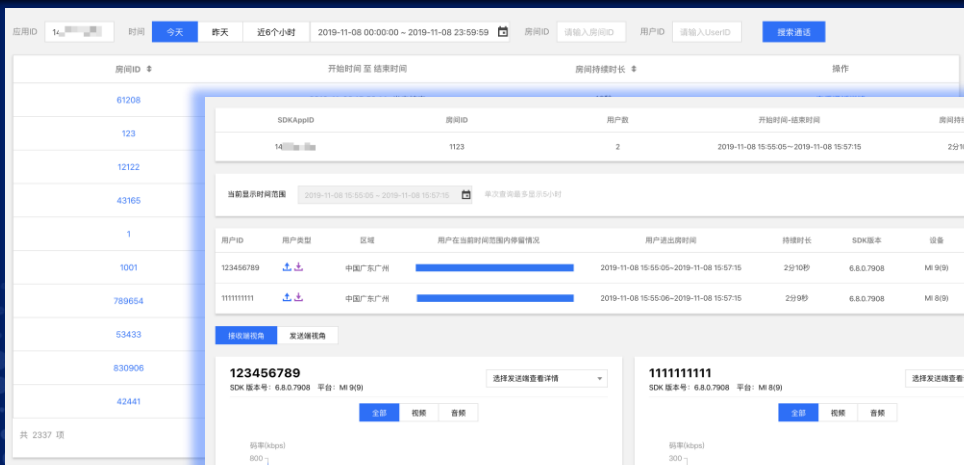 应用ID 14 时间 今天 昨天 近6个小时 2019-11-08 00:00:00 ~ 2019-11-08 23:59:59 房间ID 请输入房间ID 用户ID 请输入UserID 搜索通话
房间ID 开始时间 至 结束时间 房间持续时长 操作
61208
123
12122
43165
1
1001
789654
53433
830906
42441
共 2337 项
SDKAppID 房间ID 用户数 开始时间-结束时间 房间持
14 1123 2 2019-11-08 15:55:05~2019-11-08 15:57:15 2分1
当前显示时间范围 2019-11-08 15:55:05 ~ 2019-11-08 15:57:15 单次查询最多显示5小时
用户ID 用户类型 区域 用户在当前时间范围内停留情况 用户进出房时间 持续时长 SDK版本 设备
123456789 中国广东广州 2019-11-08 15:55:05~2019-11-08 15:57:15 2分10秒 6.8.0.7908 MI 9(9)
1111111111 中国广东广州 2019-11-08 15:55:06~2019-11-08 15:57:15 2分9秒 6.8.0.7908 MI 8(9)
接收端视角 发送端视角
123456789 选择发送端查看详情
SDK 版本号: 6.8.0.7908 平台: MI 9(9)
全部 视频 音频
码率(kbps)
800
1111111111 选择发送端查看
SDK 版本号: 6.8.0.7908 平台: MI 8(9)
全部 视频 音频
码率(kbps)
300